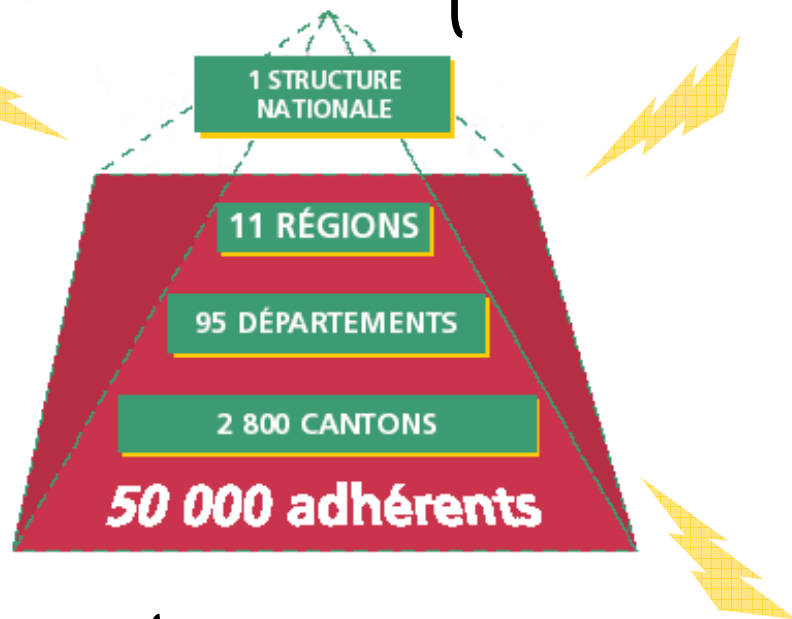 1 STRUCTURE
NATIONALE
11 RÉGIONS
95 DÉPARTEMENTS
2 800 CANTONS
50 000 adhérents